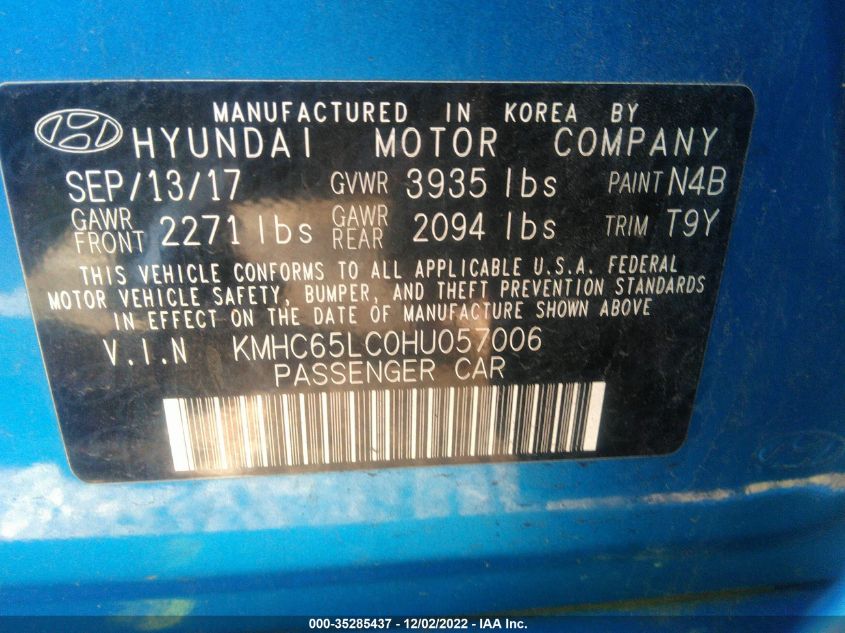 MANUFACTURED IN KOREA BY
HYUNDAI MOTOR COMPANY
SEP/13/17 GVWR 3935 lbs PAINT N4B
GAWR FRONT 2271 lbs GAWR REAR 2094 lbs TRIM T9Y
THIS VEHICLE CONFORMS TO ALL APPLICABLE U.S.A. FEDERAL
MOTOR VEHICLE SAFETY, BUMPER, AND THEFT PREVENTION STANDARDS
IN EFFECT ON THE DATE OF MANUFACTURE SHOWN ABOVE
V.I.N KMHC65LC0HU057006
PASSENGER CAR
000-35285437 - 12/02/2022 - IAA Inc.